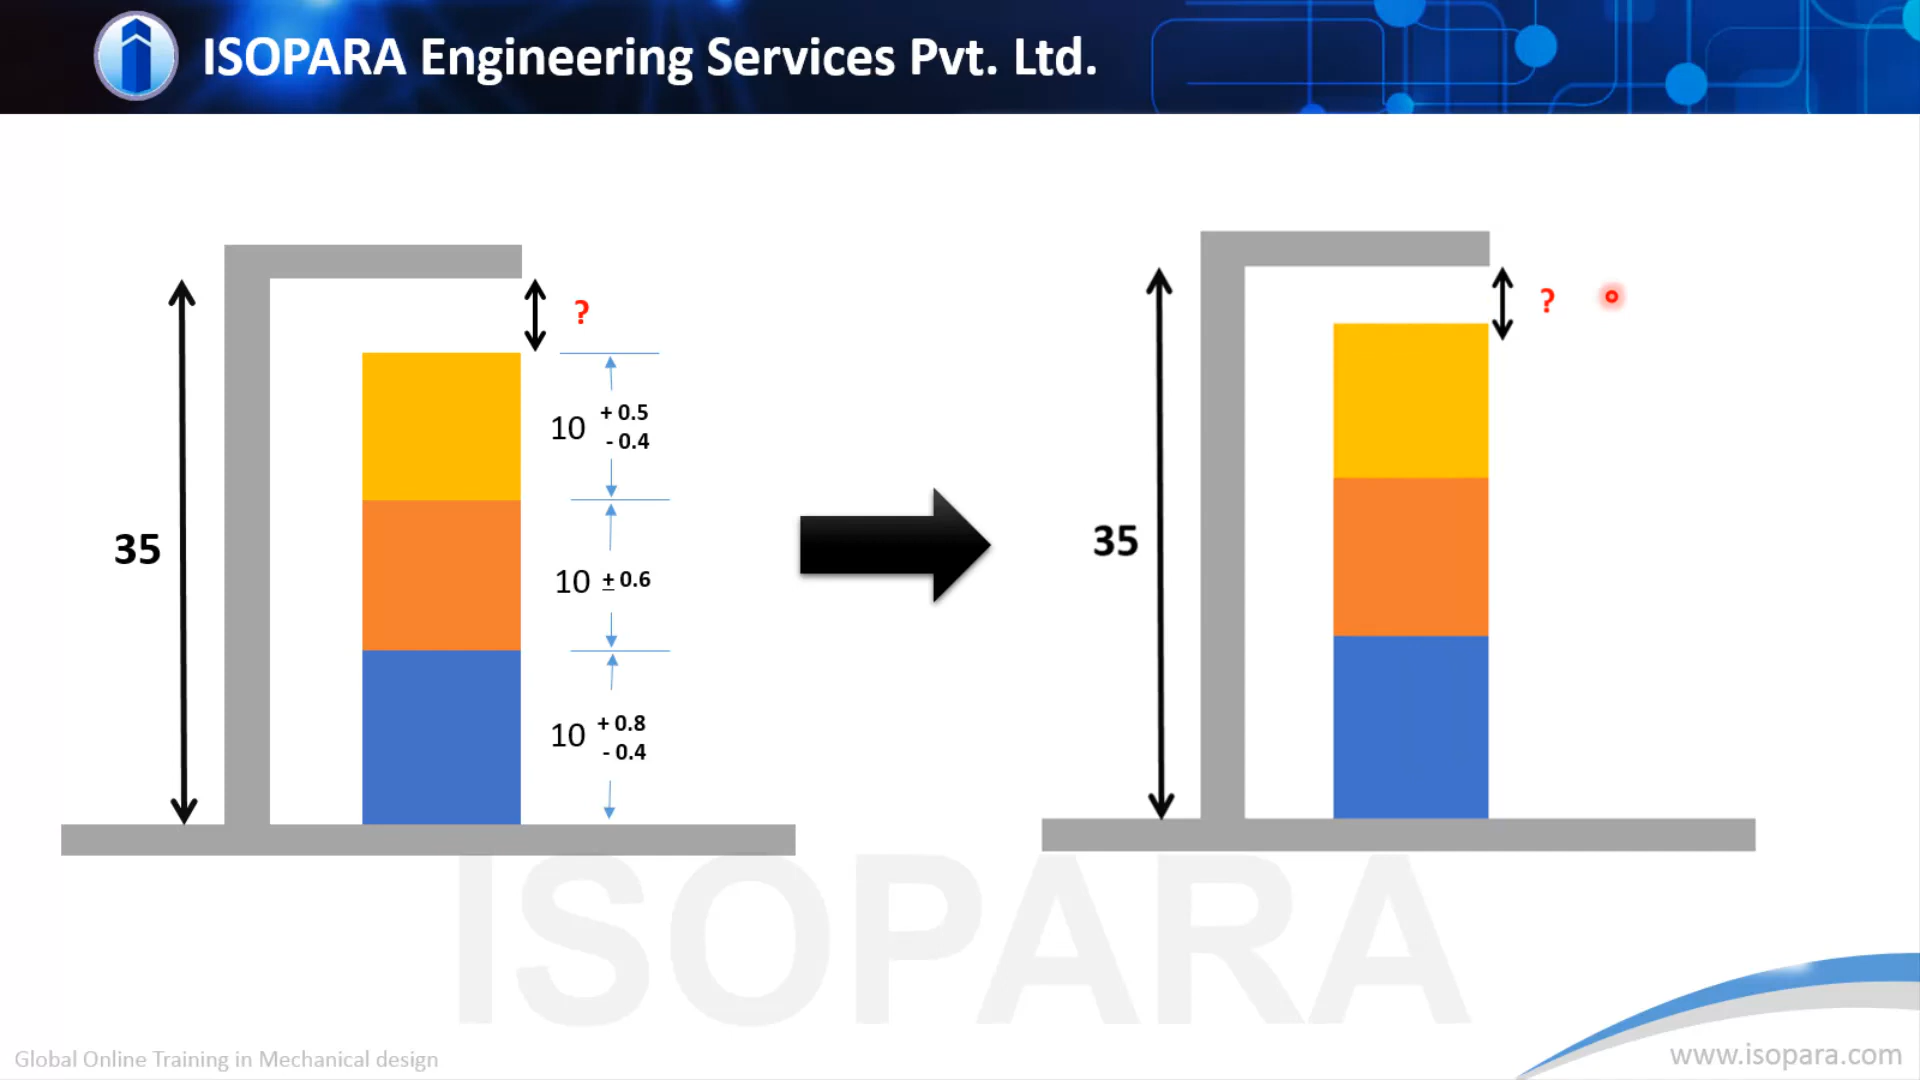 ISOPARA Engineering Services Pvt. Ltd.
?
?
10 + 0.5
- 0.4
35
10 ± 0.6
35
10 + 0.8
- 0.4
ISOPARA
Global Online Training in Mechanical design
www.isopara.com